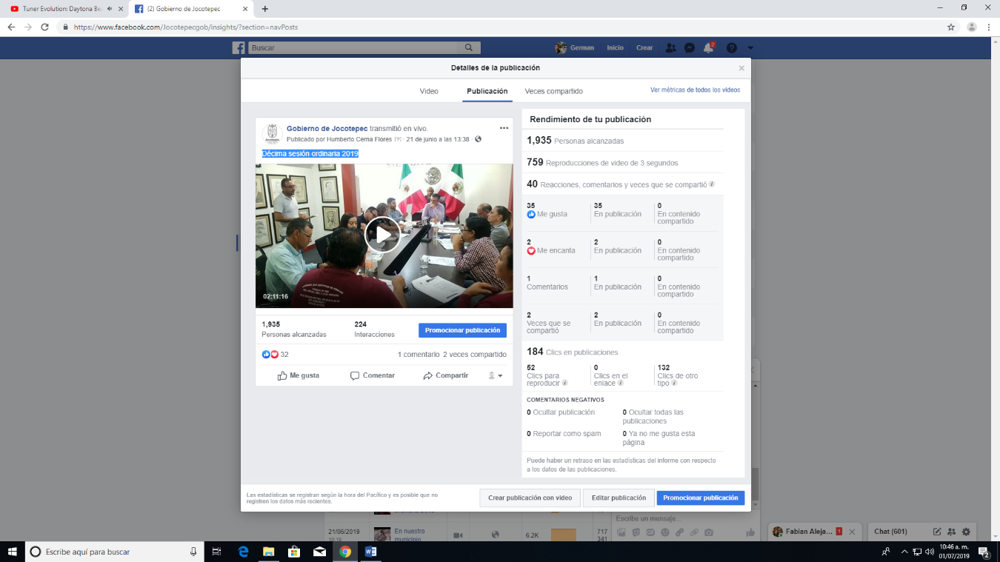 Tuner Evolution: Daytona Be
(2) Gobierno de Jocotepec
https://www.facebook.com/Jocotepecgob/insights/?section=navPosts
Buscar
German
Inicio
Crear
2
Detalles de la publicación
Video
Publicación
Veces compartido
Ver métricas de todos los videos
Gobierno de Jocotepec transmitió en vivo.
Publicado por Humberto Cerna Flores [?] · 21 de junio a las 13:38 ·
Décima sesión ordinaria 2019
02:11:16
1,935
Personas alcanzadas
224
Interacciones
Promocionar publicación
32
1 comentario 2 veces compartido
Me gusta
Comentar
Compartir
Rendimiento de tu publicación
1,935 Personas alcanzadas
759 Reproducciones de video de 3 segundos
40 Reacciones, comentarios y veces que se compartió
35
Me gusta
35
En publicación
0
En contenido
compartido
2
Me encanta
2
En publicación
0
En contenido
compartido
1
Comentarios
1
En publicación
0
En contenido
compartido
2
Veces que se
compartió
2
En publicación
0
En contenido
compartido
184 Clics en publicaciones
52
Clics para
reproducir
0
Clics en el
enlace
132
Clics de otro
tipo
COMENTARIOS NEGATIVOS
0 Ocultar publicación
0 Ocultar todas las
publicaciones
0 Reportar como spam
0 Ya no me gusta esta
página
Puede haber un retraso en las estadísticas del informe con respecto
a los datos de las publicaciones.
Las estadísticas se registran según la hora del Pacífico y es posible que no
registren los datos más recientes.
Crear publicación con video
Editar publicación
Promocionar publicación
21/06/2019
En nuestro
municipio
6.2K
717
341
Escribe un mensaje...
Fabian Aleja...
1
Chat (601)
Escribe aquí para buscar
10:46 a. m.
01/07/2019
2